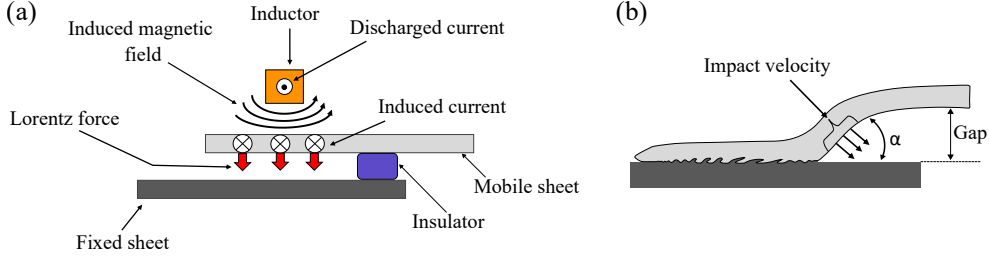 (a)
Inductor
Induced magnetic
field
Discharged current
Induced current
Lorentz force
Mobile sheet
Insulator
Fixed sheet
(b)
Impact velocity
α
Gap